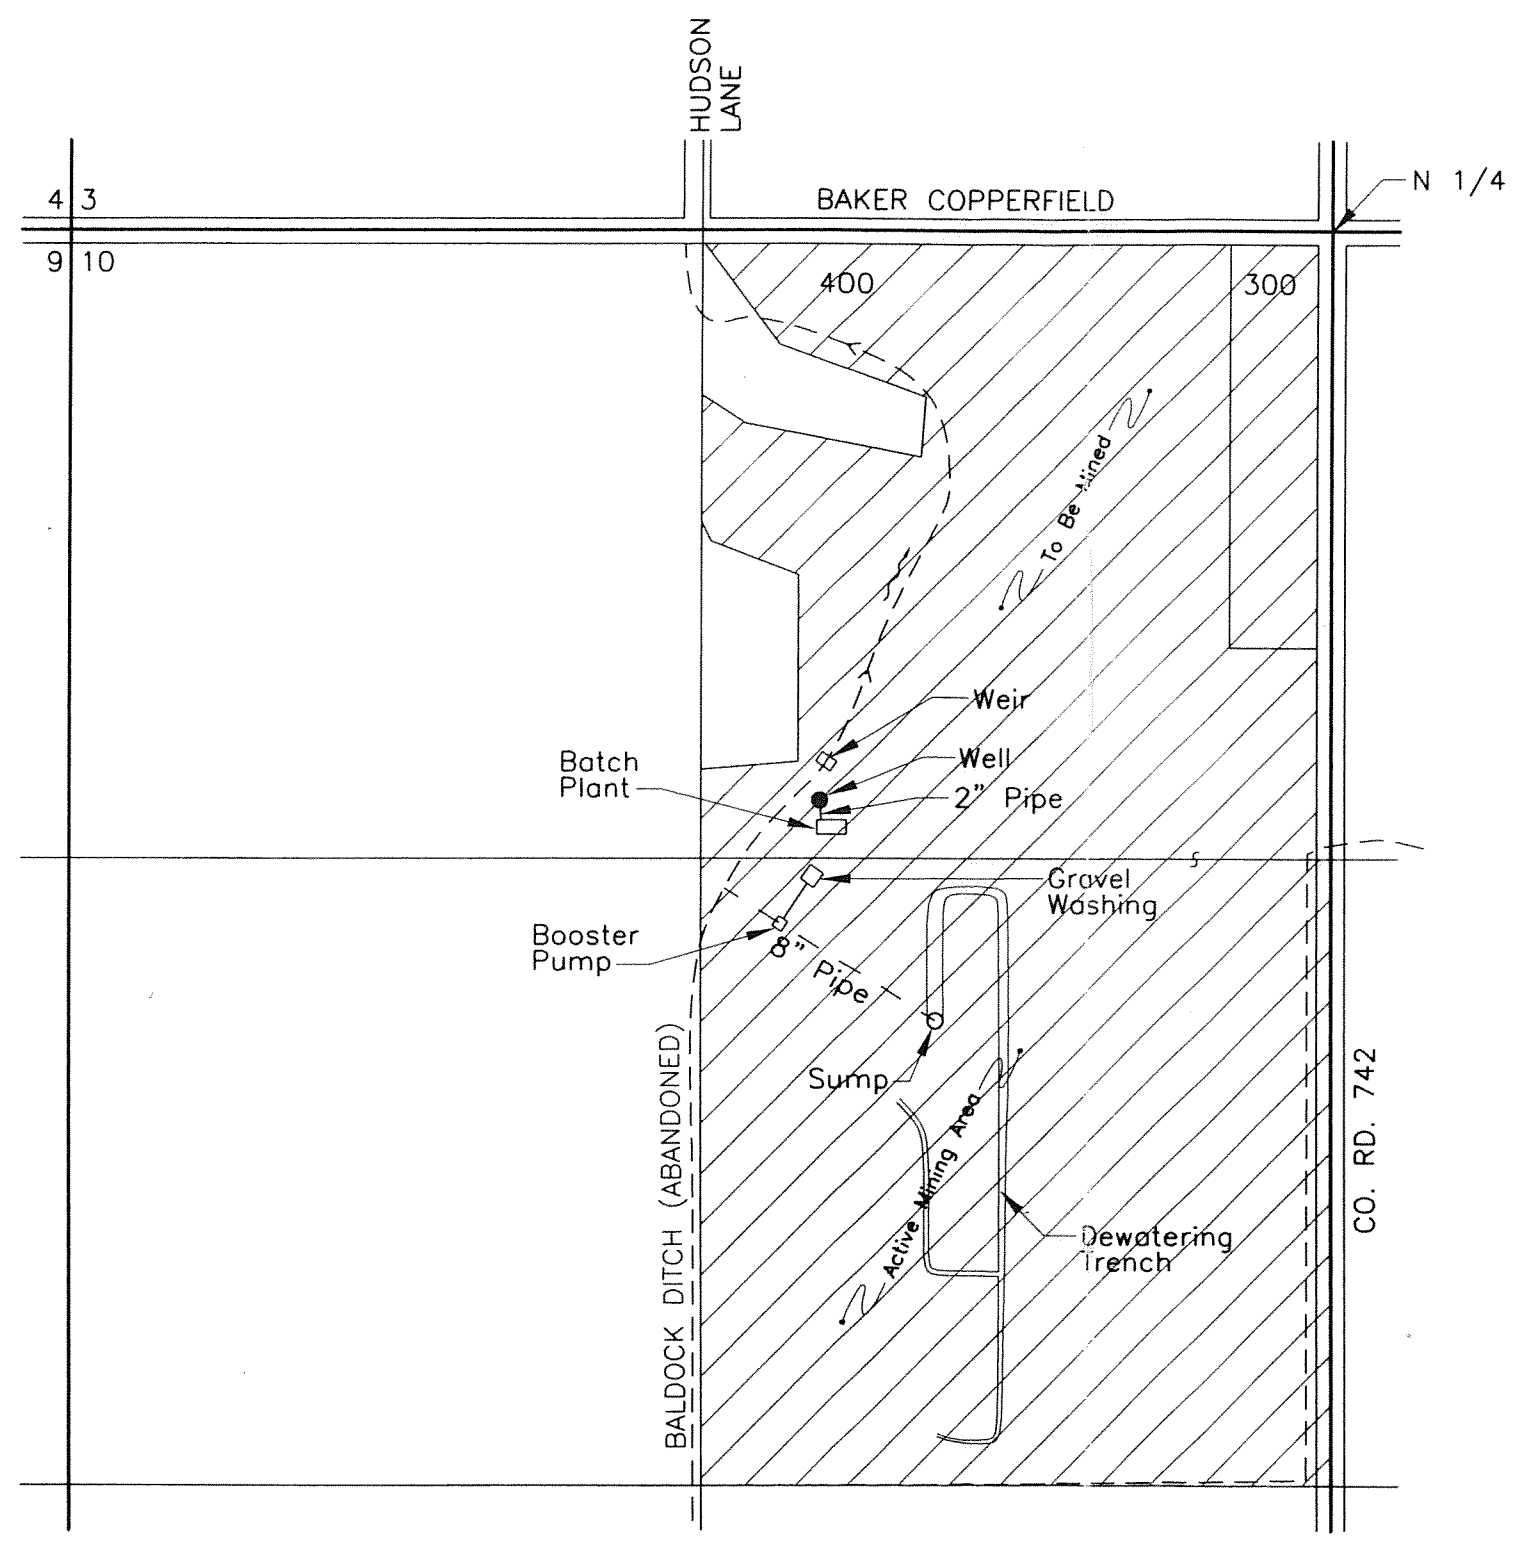 HUDSON
LANE
N 1/4
4 3
BAKER COPPERFIELD
9 10
400
300
To Be Mined
Weir
Well
Batch
Plant
2" Pipe
Gravel
Washing
Booster
Pump
8" Pipe
Sump
Active Mining Area
BALDOCK DITCH (ABANDONED)
CO. RD. 742
Dewatering
Trench